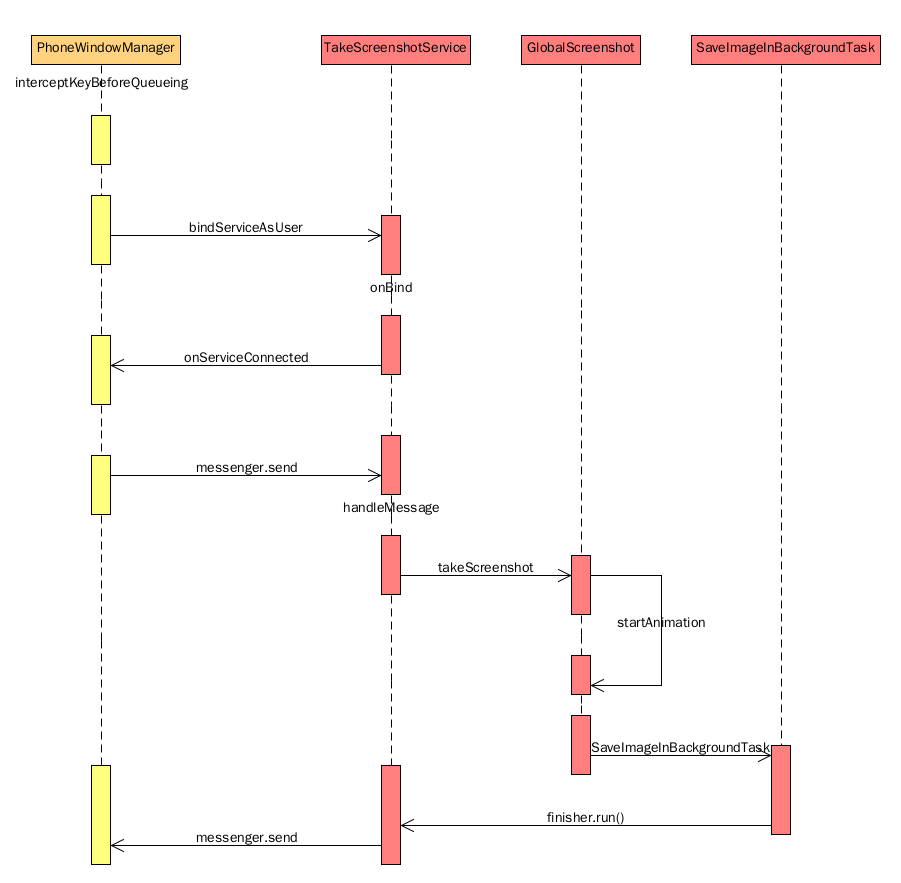 PhoneWindowManager
TakeScreenshotService
GlobalScreenshot
SaveImageInBackgroundTask
interceptKeyBeforeQueueing
bindServiceAsUser
onBind
onServiceConnected
messenger.send
handleMessage
takeScreenshot
startAnimation
SaveImageInBackgroundTask
finisher.run()
messenger.send